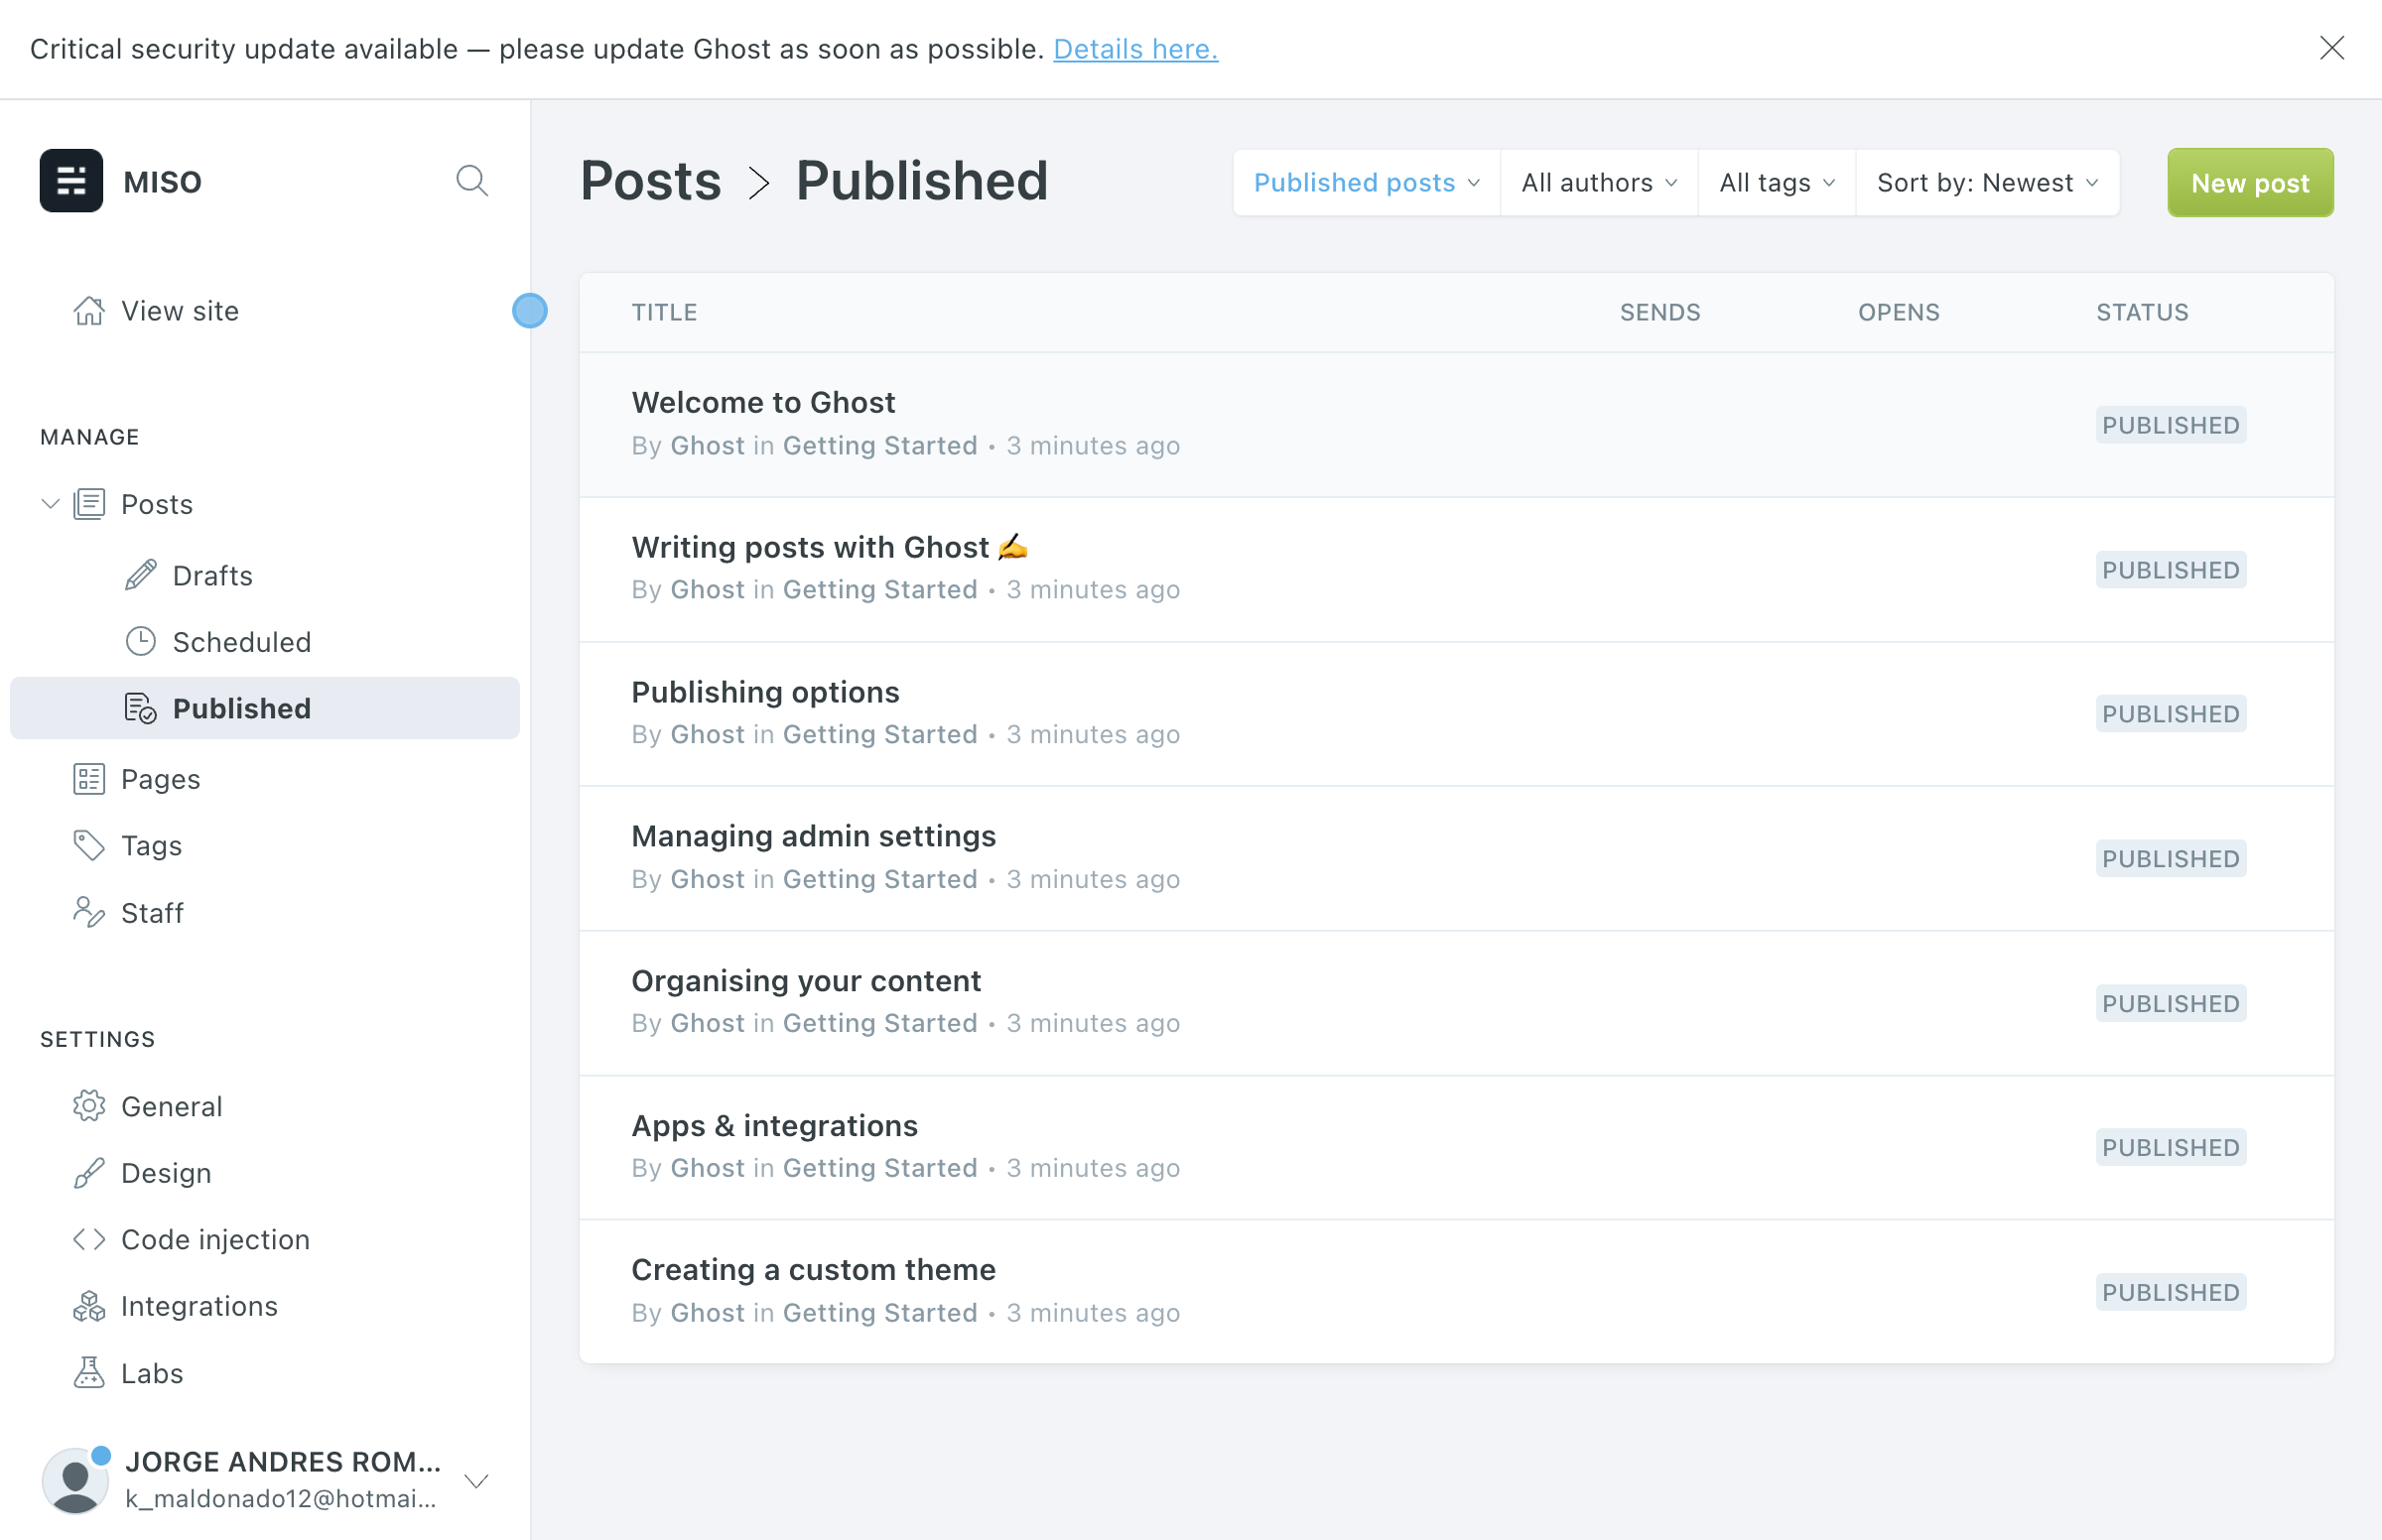 Critical security update available — please update Ghost as soon as possible. Details here.
MISO
View site
MANAGE
Posts
Drafts
Scheduled
Published
Pages
Tags
Staff
SETTINGS
General
Design
Code injection
Integrations
Labs
JORGE ANDRES ROM...
k_maldonado12@hotmai...
Posts > Published
Published posts All authors All tags Sort by: Newest New post
TITLE SENDS OPENS STATUS
Welcome to Ghost
By Ghost in Getting Started • 3 minutes ago
PUBLISHED
Writing posts with Ghost ✍️
By Ghost in Getting Started • 3 minutes ago
PUBLISHED
Publishing options
By Ghost in Getting Started • 3 minutes ago
PUBLISHED
Managing admin settings
By Ghost in Getting Started • 3 minutes ago
PUBLISHED
Organising your content
By Ghost in Getting Started • 3 minutes ago
PUBLISHED
Apps & integrations
By Ghost in Getting Started • 3 minutes ago
PUBLISHED
Creating a custom theme
By Ghost in Getting Started • 3 minutes ago
PUBLISHED